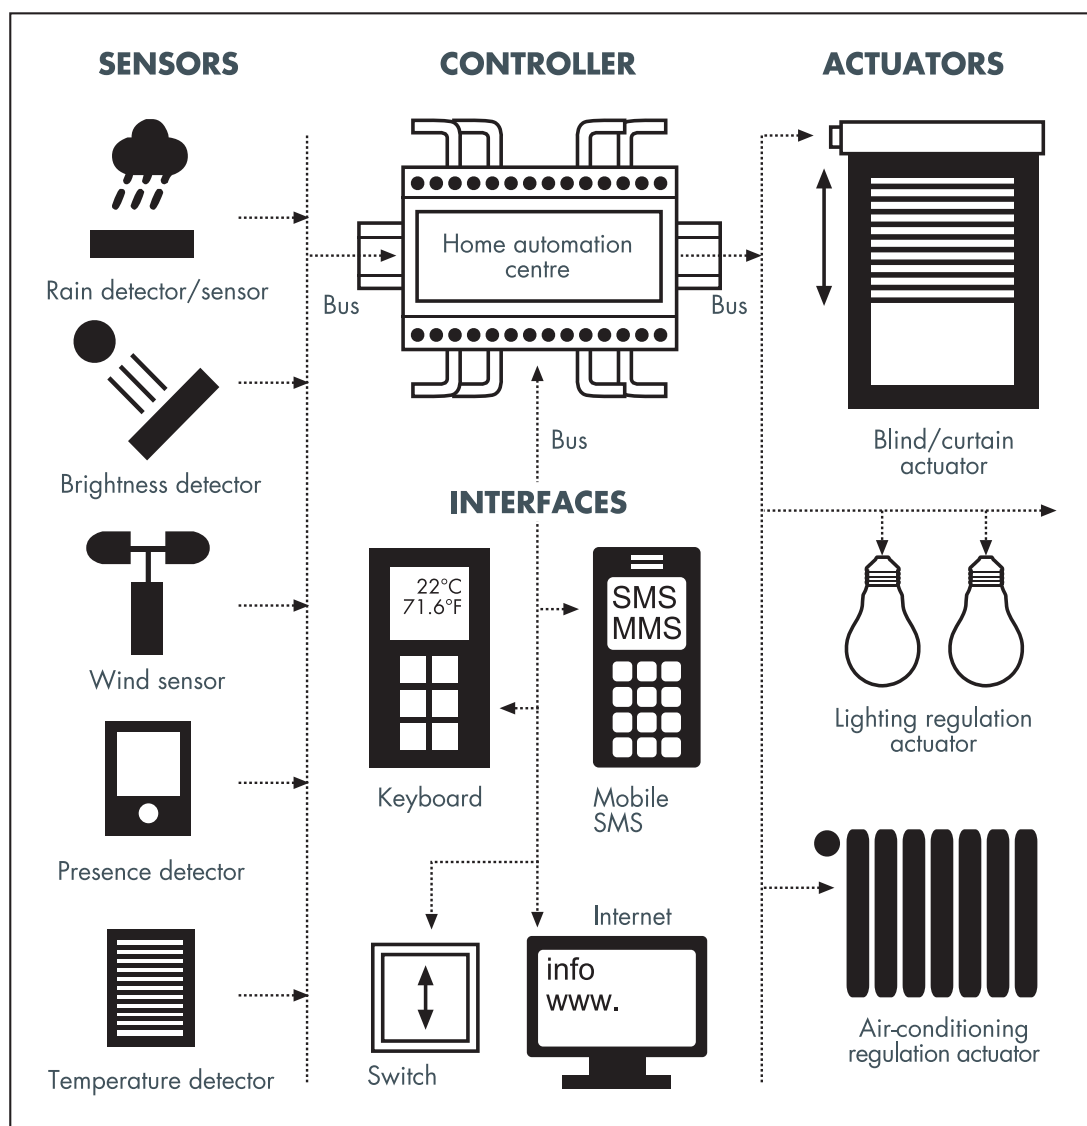 SENSORS
Rain detector/sensor
Brightness detector
Wind sensor
Presence detector
Temperature detector
CONTROLLER
Home automation
centre
Bus
Bus
Bus
INTERFACES
22°C
71.6°F
Keyboard
SMS
MMS
Mobile
SMS
Switch
Internet
info
www.
ACTUATORS
Blind/curtain
actuator
Lighting regulation
actuator
Air-conditioning
regulation actuator